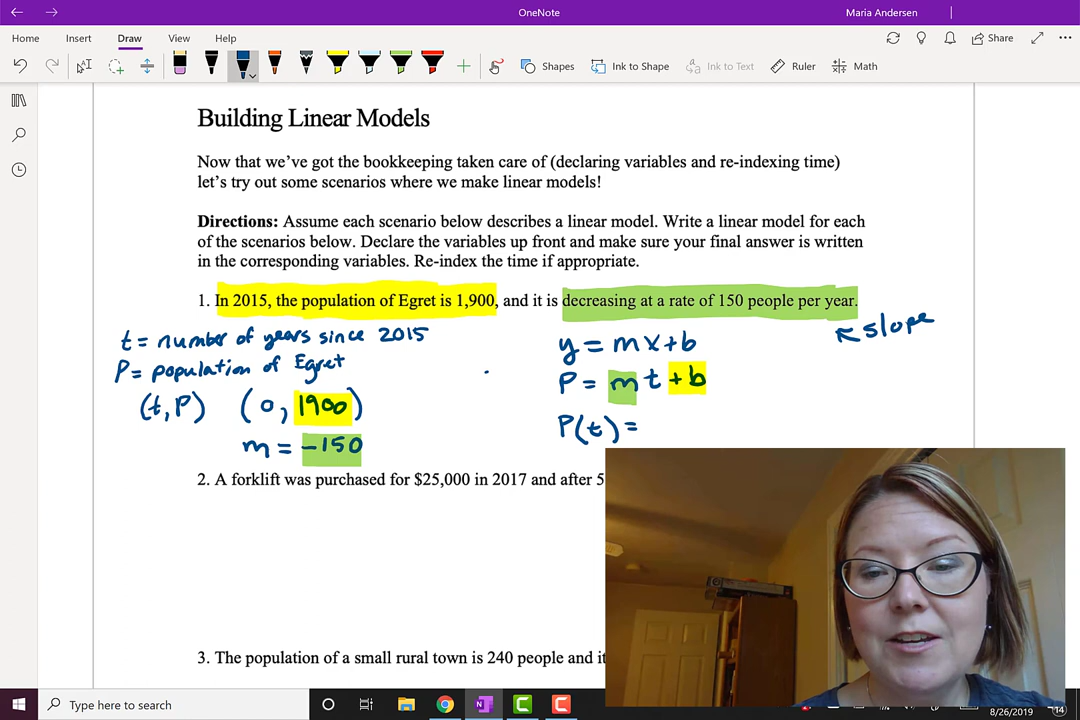 OneNote
Maria Andersen
Home Insert Draw View Help
Share
Shapes Ink to Shape Ink to Text Ruler Math
Building Linear Models
Now that we've got the bookkeeping taken care of (declaring variables and re-indexing time)
let's try out some scenarios where we make linear models!
Directions: Assume each scenario below describes a linear model. Write a linear model for each
of the scenarios below. Declare the variables up front and make sure your final answer is written
in the corresponding variables. Re-index the time if appropriate.
1. In 2015, the population of Egret is 1,900, and it is decreasing at a rate of 150 people per year.
slope
t = number of years since 2015
P = population of Egret
(t, P) (0, 1900)
m = -150
y = mx+b
P = mt+b
P(t) =
2. A forklift was purchased for $25,000 in 2017 and after 5
3. The population of a small rural town is 240 people and it
Type here to search
8/26/2019
14